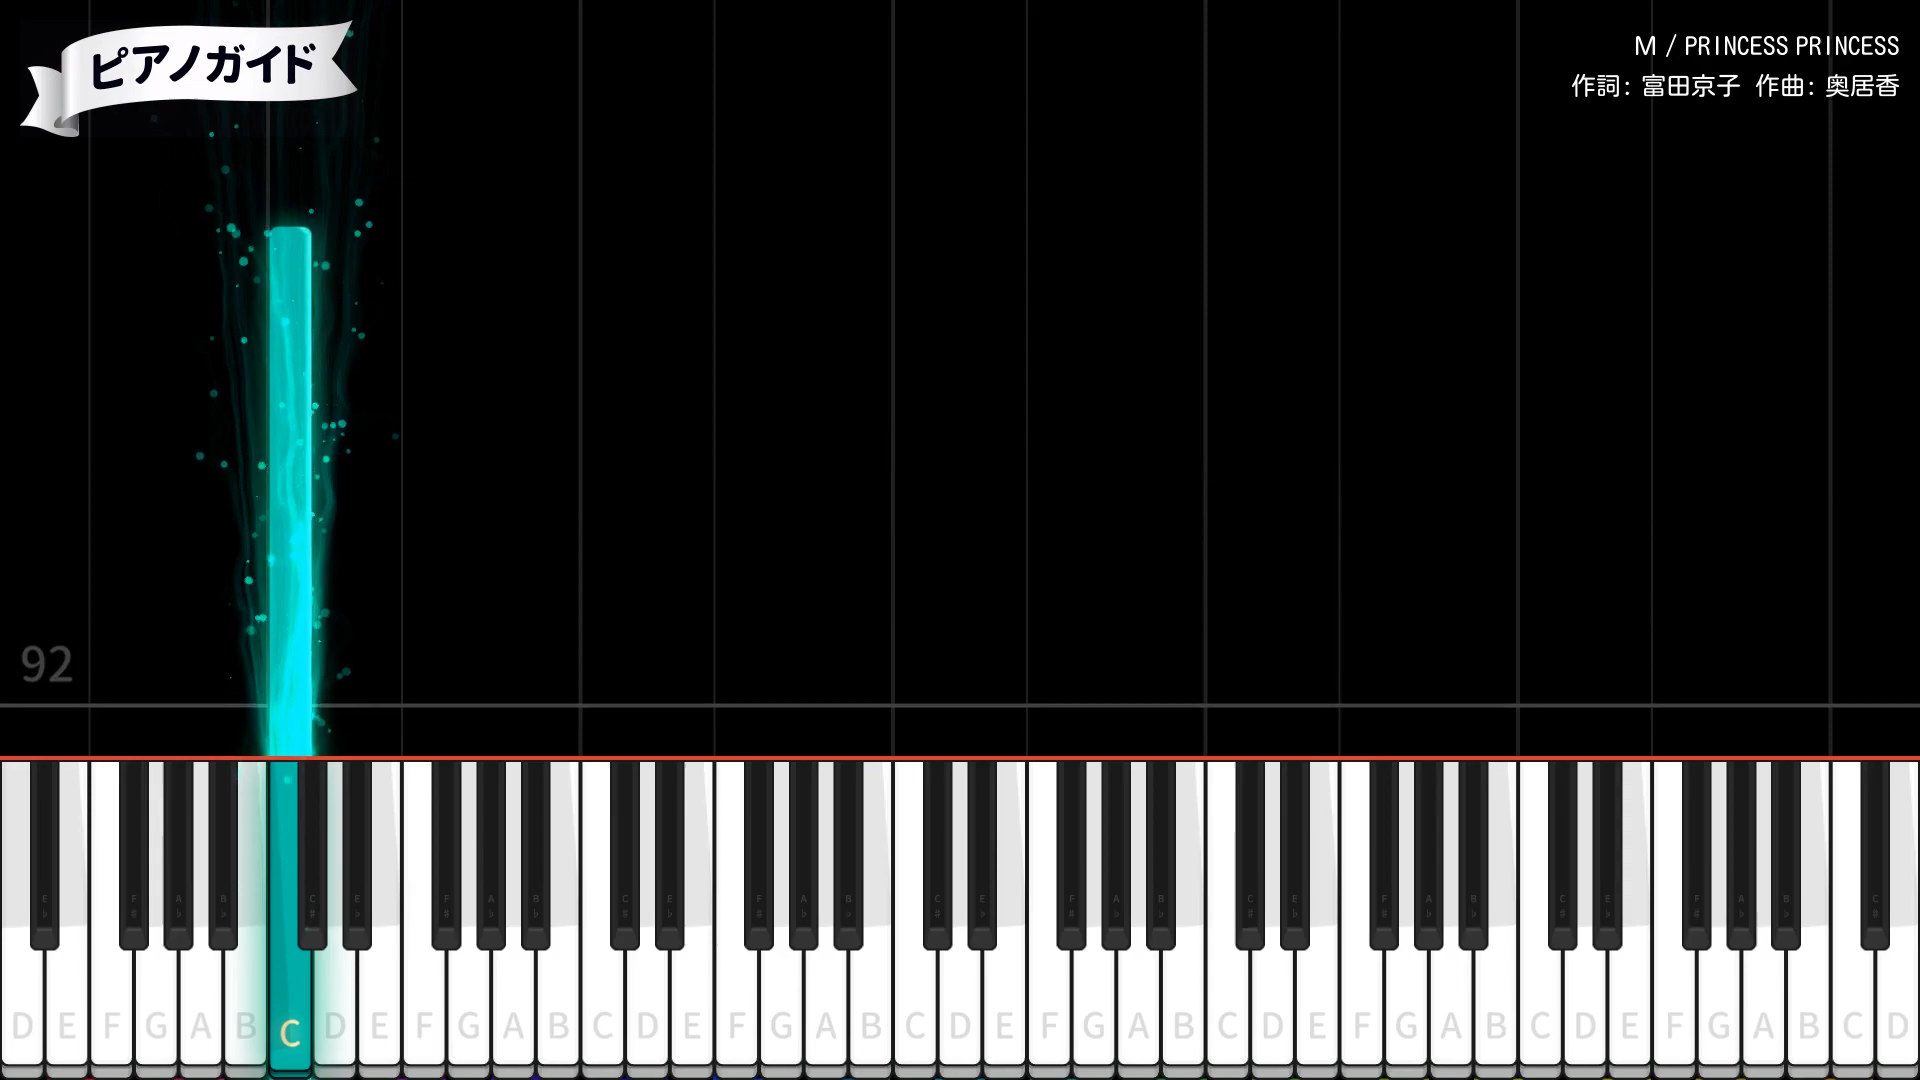 ピアノガイド
M / PRINCESS PRINCESS
作詞: 富田京子 作曲: 奥居香
92
E♭ F♯ A♭ B♭ C♯ E♭ F♯ A♭ B♭ C♯ E♭ F♯ A♭ B♭ C♯ E♭ F♯ A♭ B♭ C♯ E♭ F♯ A♭ B♭ C♯ E♭ F♯ A♭ B♭ C♯
D E F G A B C D E F G A B C D E F G A B C D E F G A B C D E F G A B C D E F G A B C D